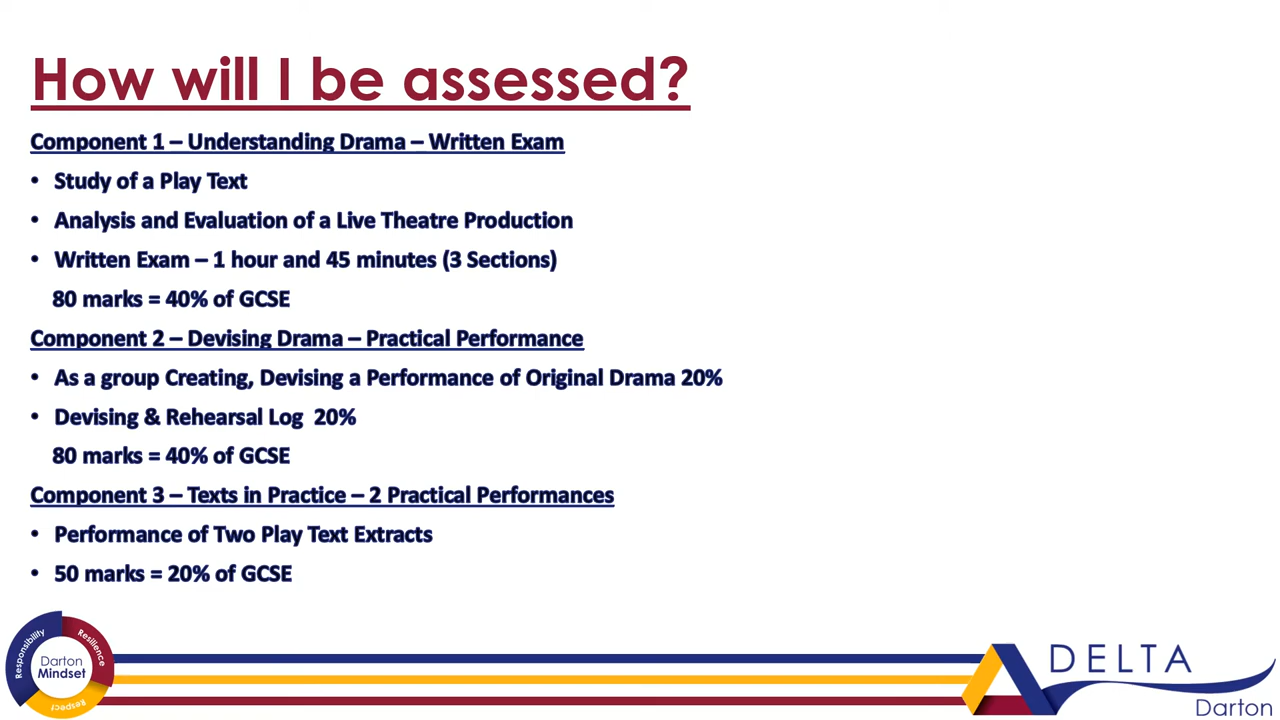 How will I be assessed?
Component 1 – Understanding Drama – Written Exam
• Study of a Play Text
• Analysis and Evaluation of a Live Theatre Production
• Written Exam – 1 hour and 45 minutes (3 Sections)
80 marks = 40% of GCSE
Component 2 – Devising Drama – Practical Performance
• As a group Creating, Devising a Performance of Original Drama 20%
• Devising & Rehearsal Log  20%
80 marks = 40% of GCSE
Component 3 – Texts in Practice – 2 Practical Performances
• Performance of Two Play Text Extracts
• 50 marks = 20% of GCSE
Responsibility
Resilience
Darton
Mindset
Respect
DELTA
Darton